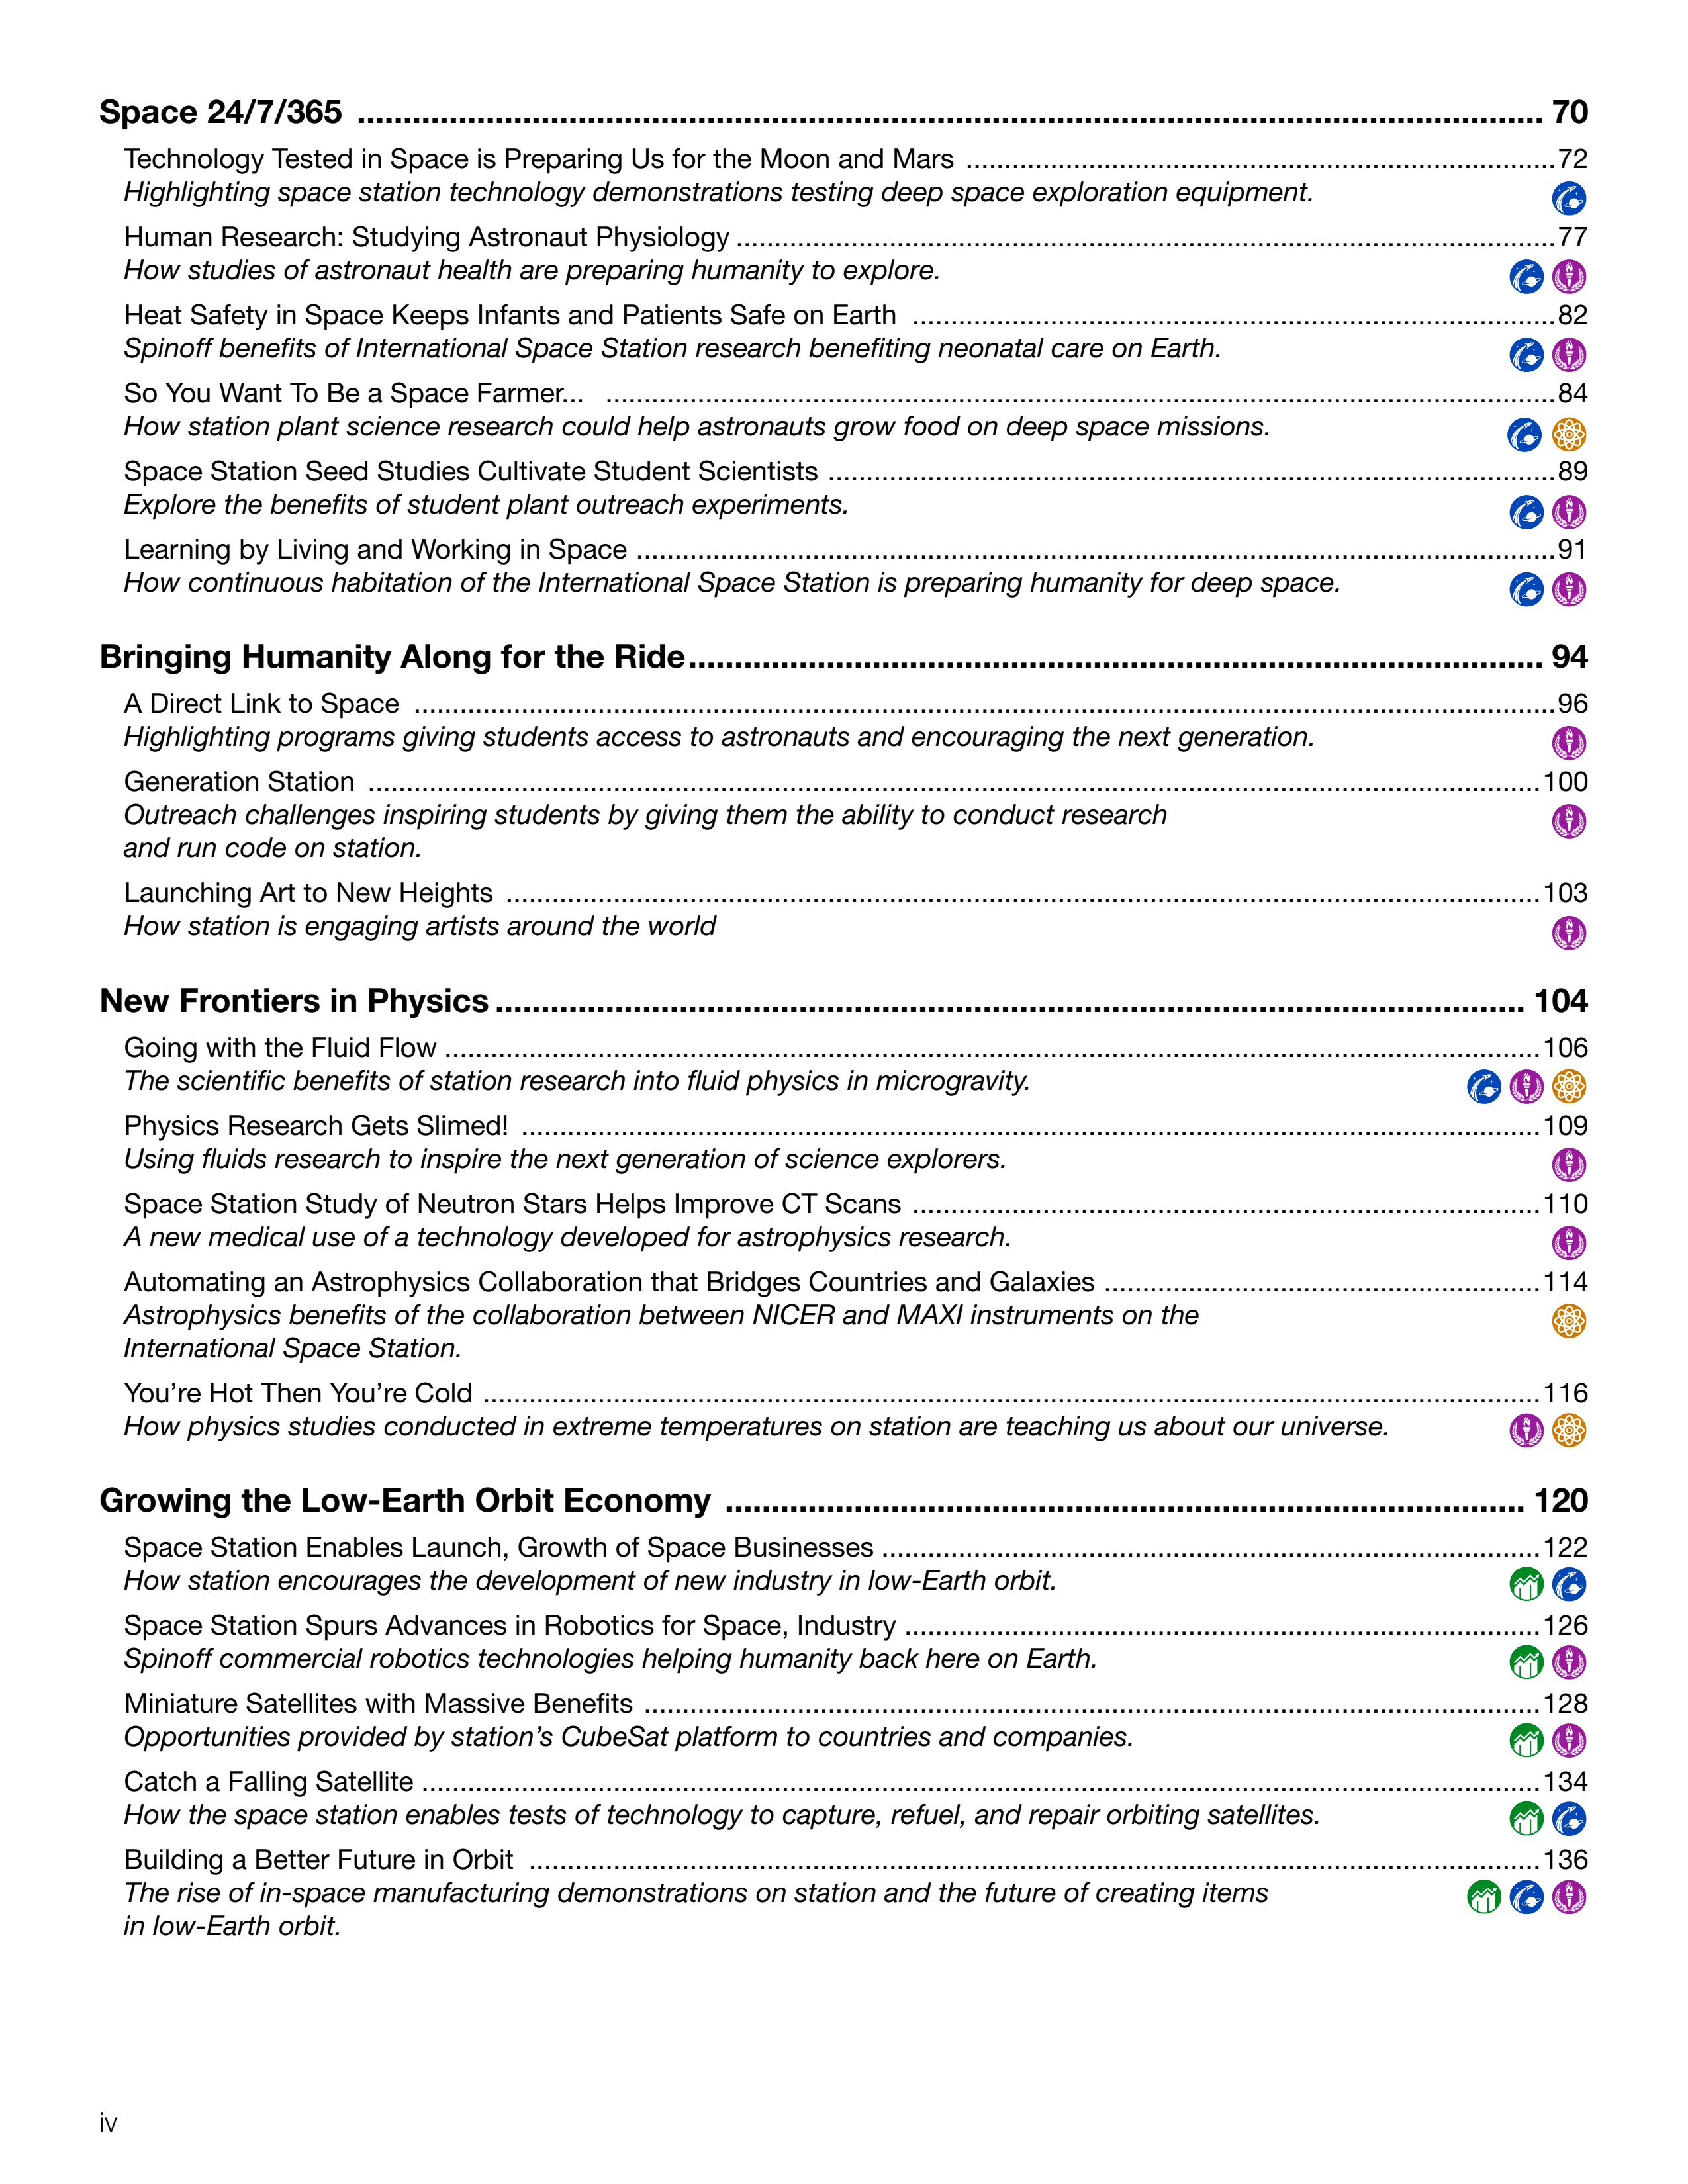 Space 24/7/365 ........ 70
Technology Tested in Space is Preparing Us for the Moon and Mars ........ 72
Highlighting space station technology demonstrations testing deep space exploration equipment.
Human Research: Studying Astronaut Physiology ........ 77
How studies of astronaut health are preparing humanity to explore.
Heat Safety in Space Keeps Infants and Patients Safe on Earth ........ 82
Spinoff benefits of International Space Station research benefiting neonatal care on Earth.
So You Want To Be a Space Farmer... ........ 84
How station plant science research could help astronauts grow food on deep space missions.
Space Station Seed Studies Cultivate Student Scientists ........ 89
Explore the benefits of student plant outreach experiments.
Learning by Living and Working in Space ........ 91
How continuous habitation of the International Space Station is preparing humanity for deep space.
Bringing Humanity Along for the Ride ........ 94
A Direct Link to Space ........ 96
Highlighting programs giving students access to astronauts and encouraging the next generation.
Generation Station ........ 100
Outreach challenges inspiring students by giving them the ability to conduct research
and run code on station.
Launching Art to New Heights ........ 103
How station is engaging artists around the world
New Frontiers in Physics ........ 104
Going with the Fluid Flow ........ 106
The scientific benefits of station research into fluid physics in microgravity.
Physics Research Gets Slimed! ........ 109
Using fluids research to inspire the next generation of science explorers.
Space Station Study of Neutron Stars Helps Improve CT Scans ........ 110
A new medical use of a technology developed for astrophysics research.
Automating an Astrophysics Collaboration that Bridges Countries and Galaxies ........ 114
Astrophysics benefits of the collaboration between NICER and MAXI instruments on the
International Space Station.
You’re Hot Then You’re Cold ........ 116
How physics studies conducted in extreme temperatures on station are teaching us about our universe.
Growing the Low-Earth Orbit Economy ........ 120
Space Station Enables Launch, Growth of Space Businesses ........ 122
How station encourages the development of new industry in low-Earth orbit.
Space Station Spurs Advances in Robotics for Space, Industry ........ 126
Spinoff commercial robotics technologies helping humanity back here on Earth.
Miniature Satellites with Massive Benefits ........ 128
Opportunities provided by station’s CubeSat platform to countries and companies.
Catch a Falling Satellite ........ 134
How the space station enables tests of technology to capture, refuel, and repair orbiting satellites.
Building a Better Future in Orbit ........ 136
The rise of in-space manufacturing demonstrations on station and the future of creating items
in low-Earth orbit.
iv